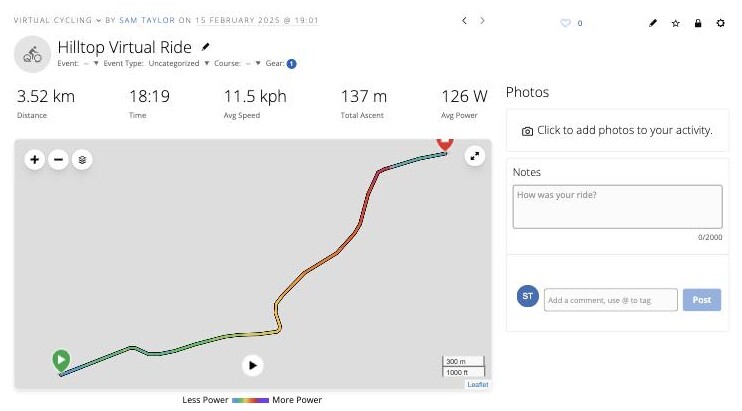 VIRTUAL CYCLING BY SAM TAYLOR ON 15 FEBRUARY 2025 @ 19:01
0
Hilltop Virtual Ride
Event: – Event Type: Uncategorized Course: – Gear: 1
3.52 km 18:19 11.5 kph 137 m 126 W
Distance Time Avg Speed Total Ascent Avg Power
Photos
Click to add photos to your activity.
Notes
How was your ride?
0/2000
ST Add a comment, use @ to tag Post
300 m
1000 ft
Leaflet
Less Power More Power